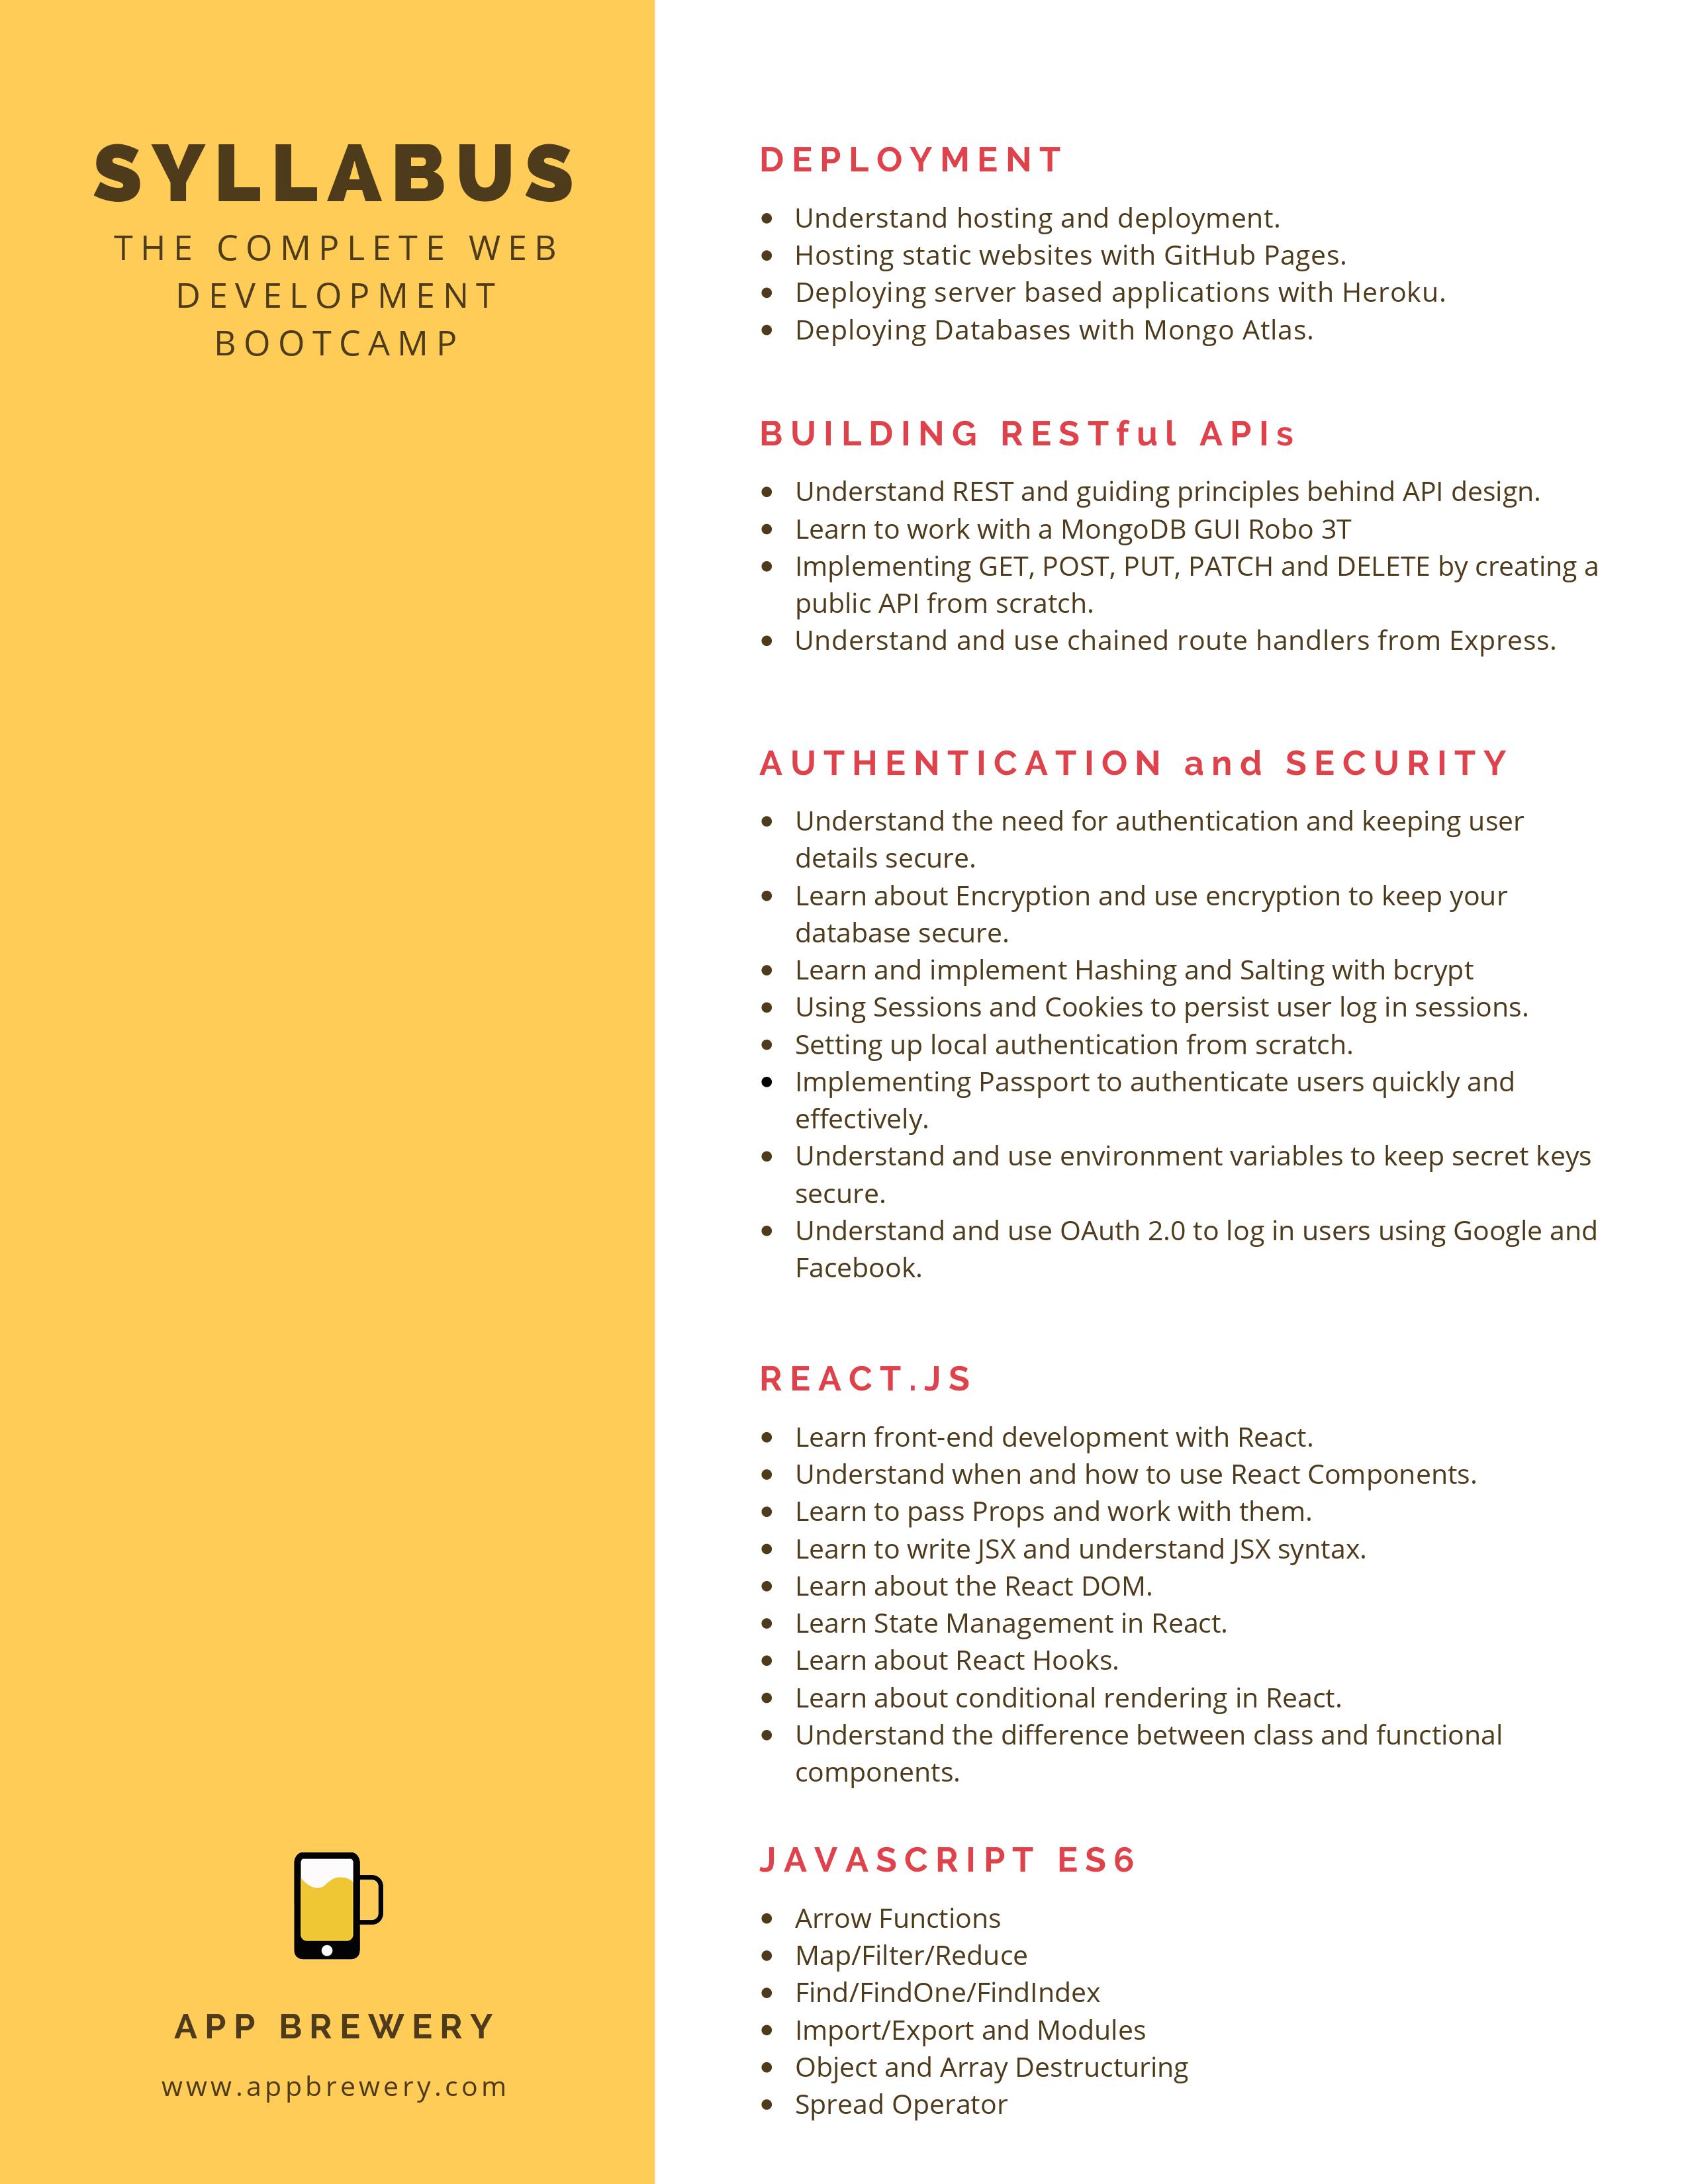 SYLLABUS
THE COMPLETE WEB
DEVELOPMENT
BOOTCAMP
APP BREWERY
www.appbrewery.com
DEPLOYMENT
• Understand hosting and deployment.
• Hosting static websites with GitHub Pages.
• Deploying server based applications with Heroku.
• Deploying Databases with Mongo Atlas.
BUILDING RESTful APIs
• Understand REST and guiding principles behind API design.
• Learn to work with a MongoDB GUI Robo 3T
• Implementing GET, POST, PUT, PATCH and DELETE by creating a
public API from scratch.
• Understand and use chained route handlers from Express.
AUTHENTICATION and SECURITY
• Understand the need for authentication and keeping user
details secure.
• Learn about Encryption and use encryption to keep your
database secure.
• Learn and implement Hashing and Salting with bcrypt
• Using Sessions and Cookies to persist user log in sessions.
• Setting up local authentication from scratch.
• Implementing Passport to authenticate users quickly and
effectively.
• Understand and use environment variables to keep secret keys
secure.
• Understand and use OAuth 2.0 to log in users using Google and
Facebook.
REACT.JS
• Learn front-end development with React.
• Understand when and how to use React Components.
• Learn to pass Props and work with them.
• Learn to write JSX and understand JSX syntax.
• Learn about the React DOM.
• Learn State Management in React.
• Learn about React Hooks.
• Learn about conditional rendering in React.
• Understand the difference between class and functional
components.
JAVASCRIPT ES6
• Arrow Functions
• Map/Filter/Reduce
• Find/FindOne/FindIndex
• Import/Export and Modules
• Object and Array Destructuring
• Spread Operator